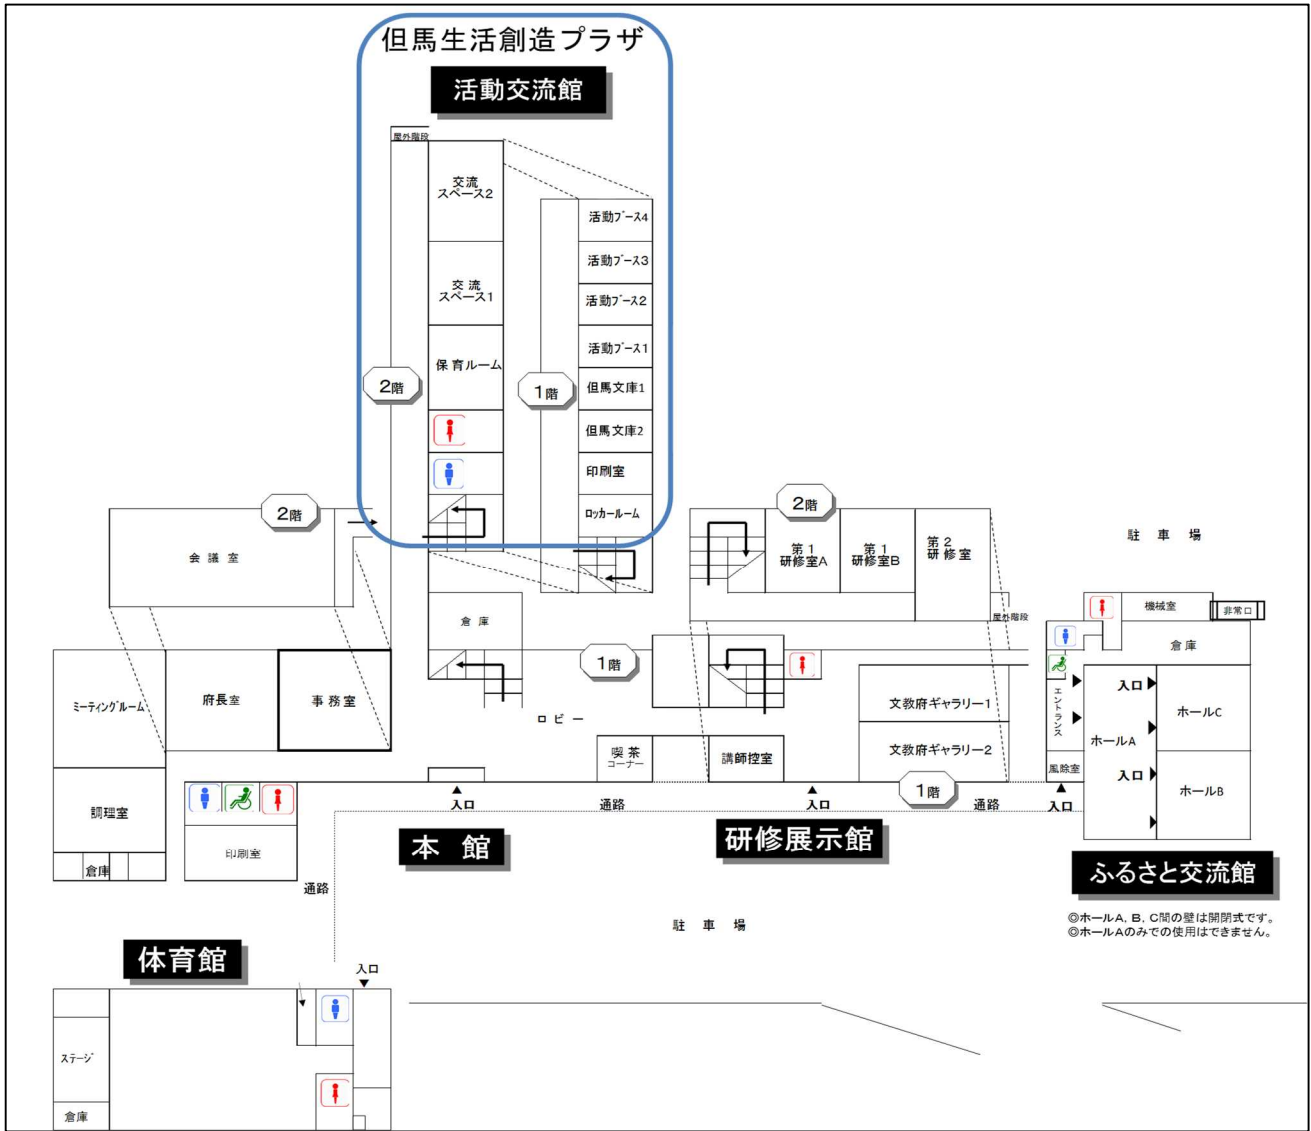 但馬生活創造プラザ
活動交流館
屋外階段
交流
スペース2
交流
スペース1
保育ルーム
2階
1階
活動ブース4
活動ブース3
活動ブース2
活動ブース1
但馬文庫1
但馬文庫2
印刷室
ロッカールーム
2階
会議室
2階
第1
研修室A
第1
研修室B
第2
研修室
屋外階段
駐車場
機械室
非常口
倉庫
倉庫
1階
ミーティングルーム
府長室
事務室
ロビー
喫茶
コーナー
講師控室
文教府ギャラリー1
文教府ギャラリー2
エントランス
風除室
入口
ホールA
入口
ホールC
ホールB
調理室
倉庫
印刷室
通路
入口
通路
入口
1階
通路
入口
本館
研修展示館
ふるさと交流館
◎ホールA, B, C間の壁は開閉式です。
◎ホールAのみでの使用はできません。
駐車場
体育館
入口
ステージ
倉庫